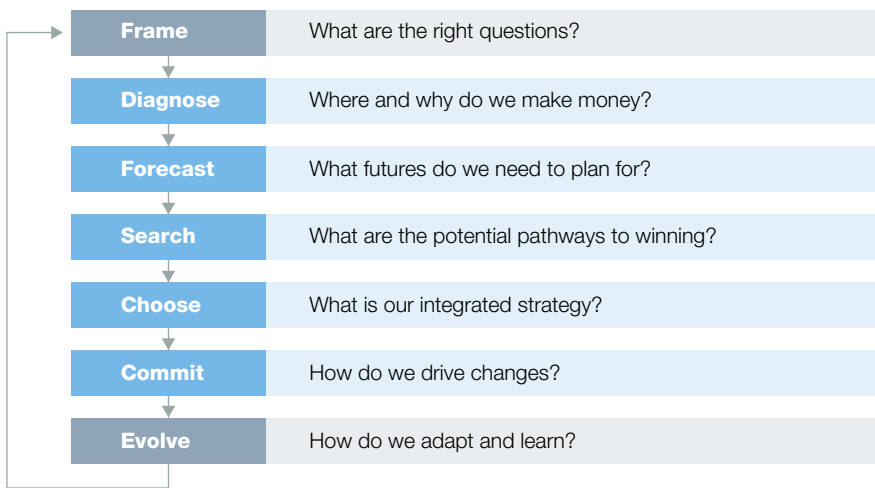 Frame What are the right questions?
Diagnose Where and why do we make money?
Forecast What futures do we need to plan for?
Search What are the potential pathways to winning?
Choose What is our integrated strategy?
Commit How do we drive changes?
Evolve How do we adapt and learn?